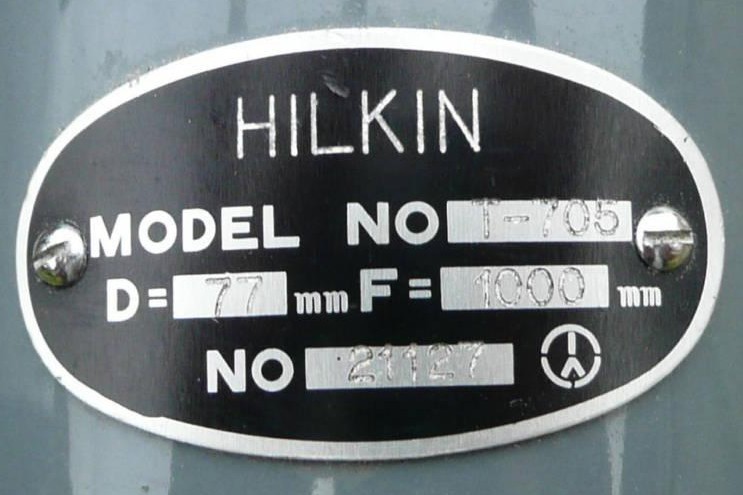 HILKIN
MODEL NO T-705
D= 77 mm F= 1000 mm
NO 21127